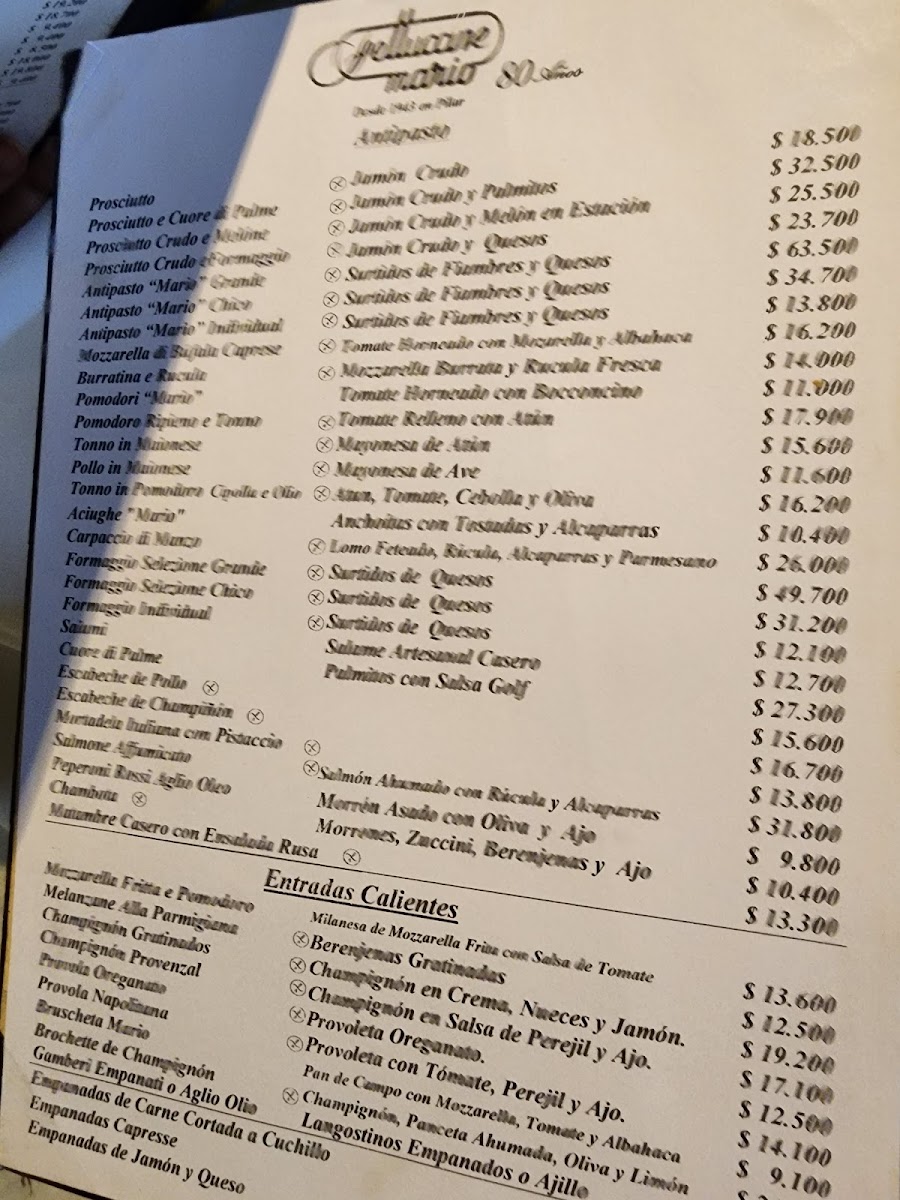 Pellucane
mario 80 Años
Desde 1943 en Pilar
Antipasto
Prosciutto Jamón Crudo $ 18.500
Prosciutto e Cuore di Palme Jamón Crudo y Palmitos $ 32.500
Prosciutto Crudo e Melone Jamón Crudo y Melón en Estación $ 25.500
Prosciutto Crudo e Formaggio Jamón Crudo y Quesos $ 23.700
Antipasto "Mario" Grande Surtidos de Fiambres y Quesos $ 63.500
Antipasto "Mario" Chico Surtidos de Fiambres y Quesos $ 34.700
Antipasto "Mario" Individual Surtidos de Fiambres y Quesos $ 13.800
Mozzarella di Bufala Caprese Tomate Horneado con Mozarella y Albahaca $ 16.200
Burratina e Rucula Mozzarella Burrata y Rucula Fresca $ 14.000
Pomodori "Mario" Tomate Horneado con Bocconcino $ 11.000
Pomodoro Ripieno e Tonno Tomate Relleno con Atún $ 17.900
Tonno in Maionese Mayonesa de Atún $ 15.600
Pollo in Maionese Mayonesa de Ave $ 11.600
Tonno in Pomodoro Cipolla e Olio Atún, Tomate, Cebolla y Oliva $ 16.200
Aciughe "Mario" Anchoitas con Tostadas y Alcaparras $ 10.400
Carpaccio di Manzo Lomo Feteado, Rúcula, Alcaparras y Parmesano $ 26.000
Formaggio Selezione Grande Surtidos de Quesos $ 49.700
Formaggio Selezione Chico Surtidos de Quesos $ 31.200
Formaggio Individual Surtidos de Quesos $ 12.100
Salumi Salame Artesanal Casero $ 12.700
Cuore di Palme Palmitos con Salsa Golf $ 27.300
Escabeche de Pollo $ 15.600
Escabeche de Champiñón $ 16.700
Mortadela Italiana con Pistaccio $ 13.800
Salmone Affumicato Salmón Ahumado con Rúcula y Alcaparras $ 31.800
Peperoni Rossi Aglio Oleo Morrón Asado con Oliva y Ajo $ 9.800
Chambota Morrones, Zuccini, Berenjenas y Ajo $ 10.400
Matambre Casero con Ensalada Rusa $ 13.300
Entradas Calientes
Mozzarella Fritta e Pomodoro Milanesa de Mozzarella Frita con Salsa de Tomate $ 13.600
Melanzane Alla Parmigiana Berenjenas Gratinadas $ 12.500
Champignón Gratinados Champignón en Crema, Nueces y Jamón. $ 19.200
Champignón Provenzal Champignón en Salsa de Perejil y Ajo. $ 17.100
Provola Oreganato Provoleta Oreganato. $ 12.500
Provola Napolitana Provoleta con Tómate, Perejil y Ajo. $ 14.100
Bruscheta Mario Pan de Campo con Mozzarella, Tomate y Albahaca $ 9.100
Brochette de Champignón Champignón, Panceta Ahumada, Oliva y Limón
Gamberi Empanati o Aglio Olio Langostinos Empanados o Ajillo
Empanadas de Carne Cortada a Cuchillo
Empanadas Capresse
Empanadas de Jamón y Queso